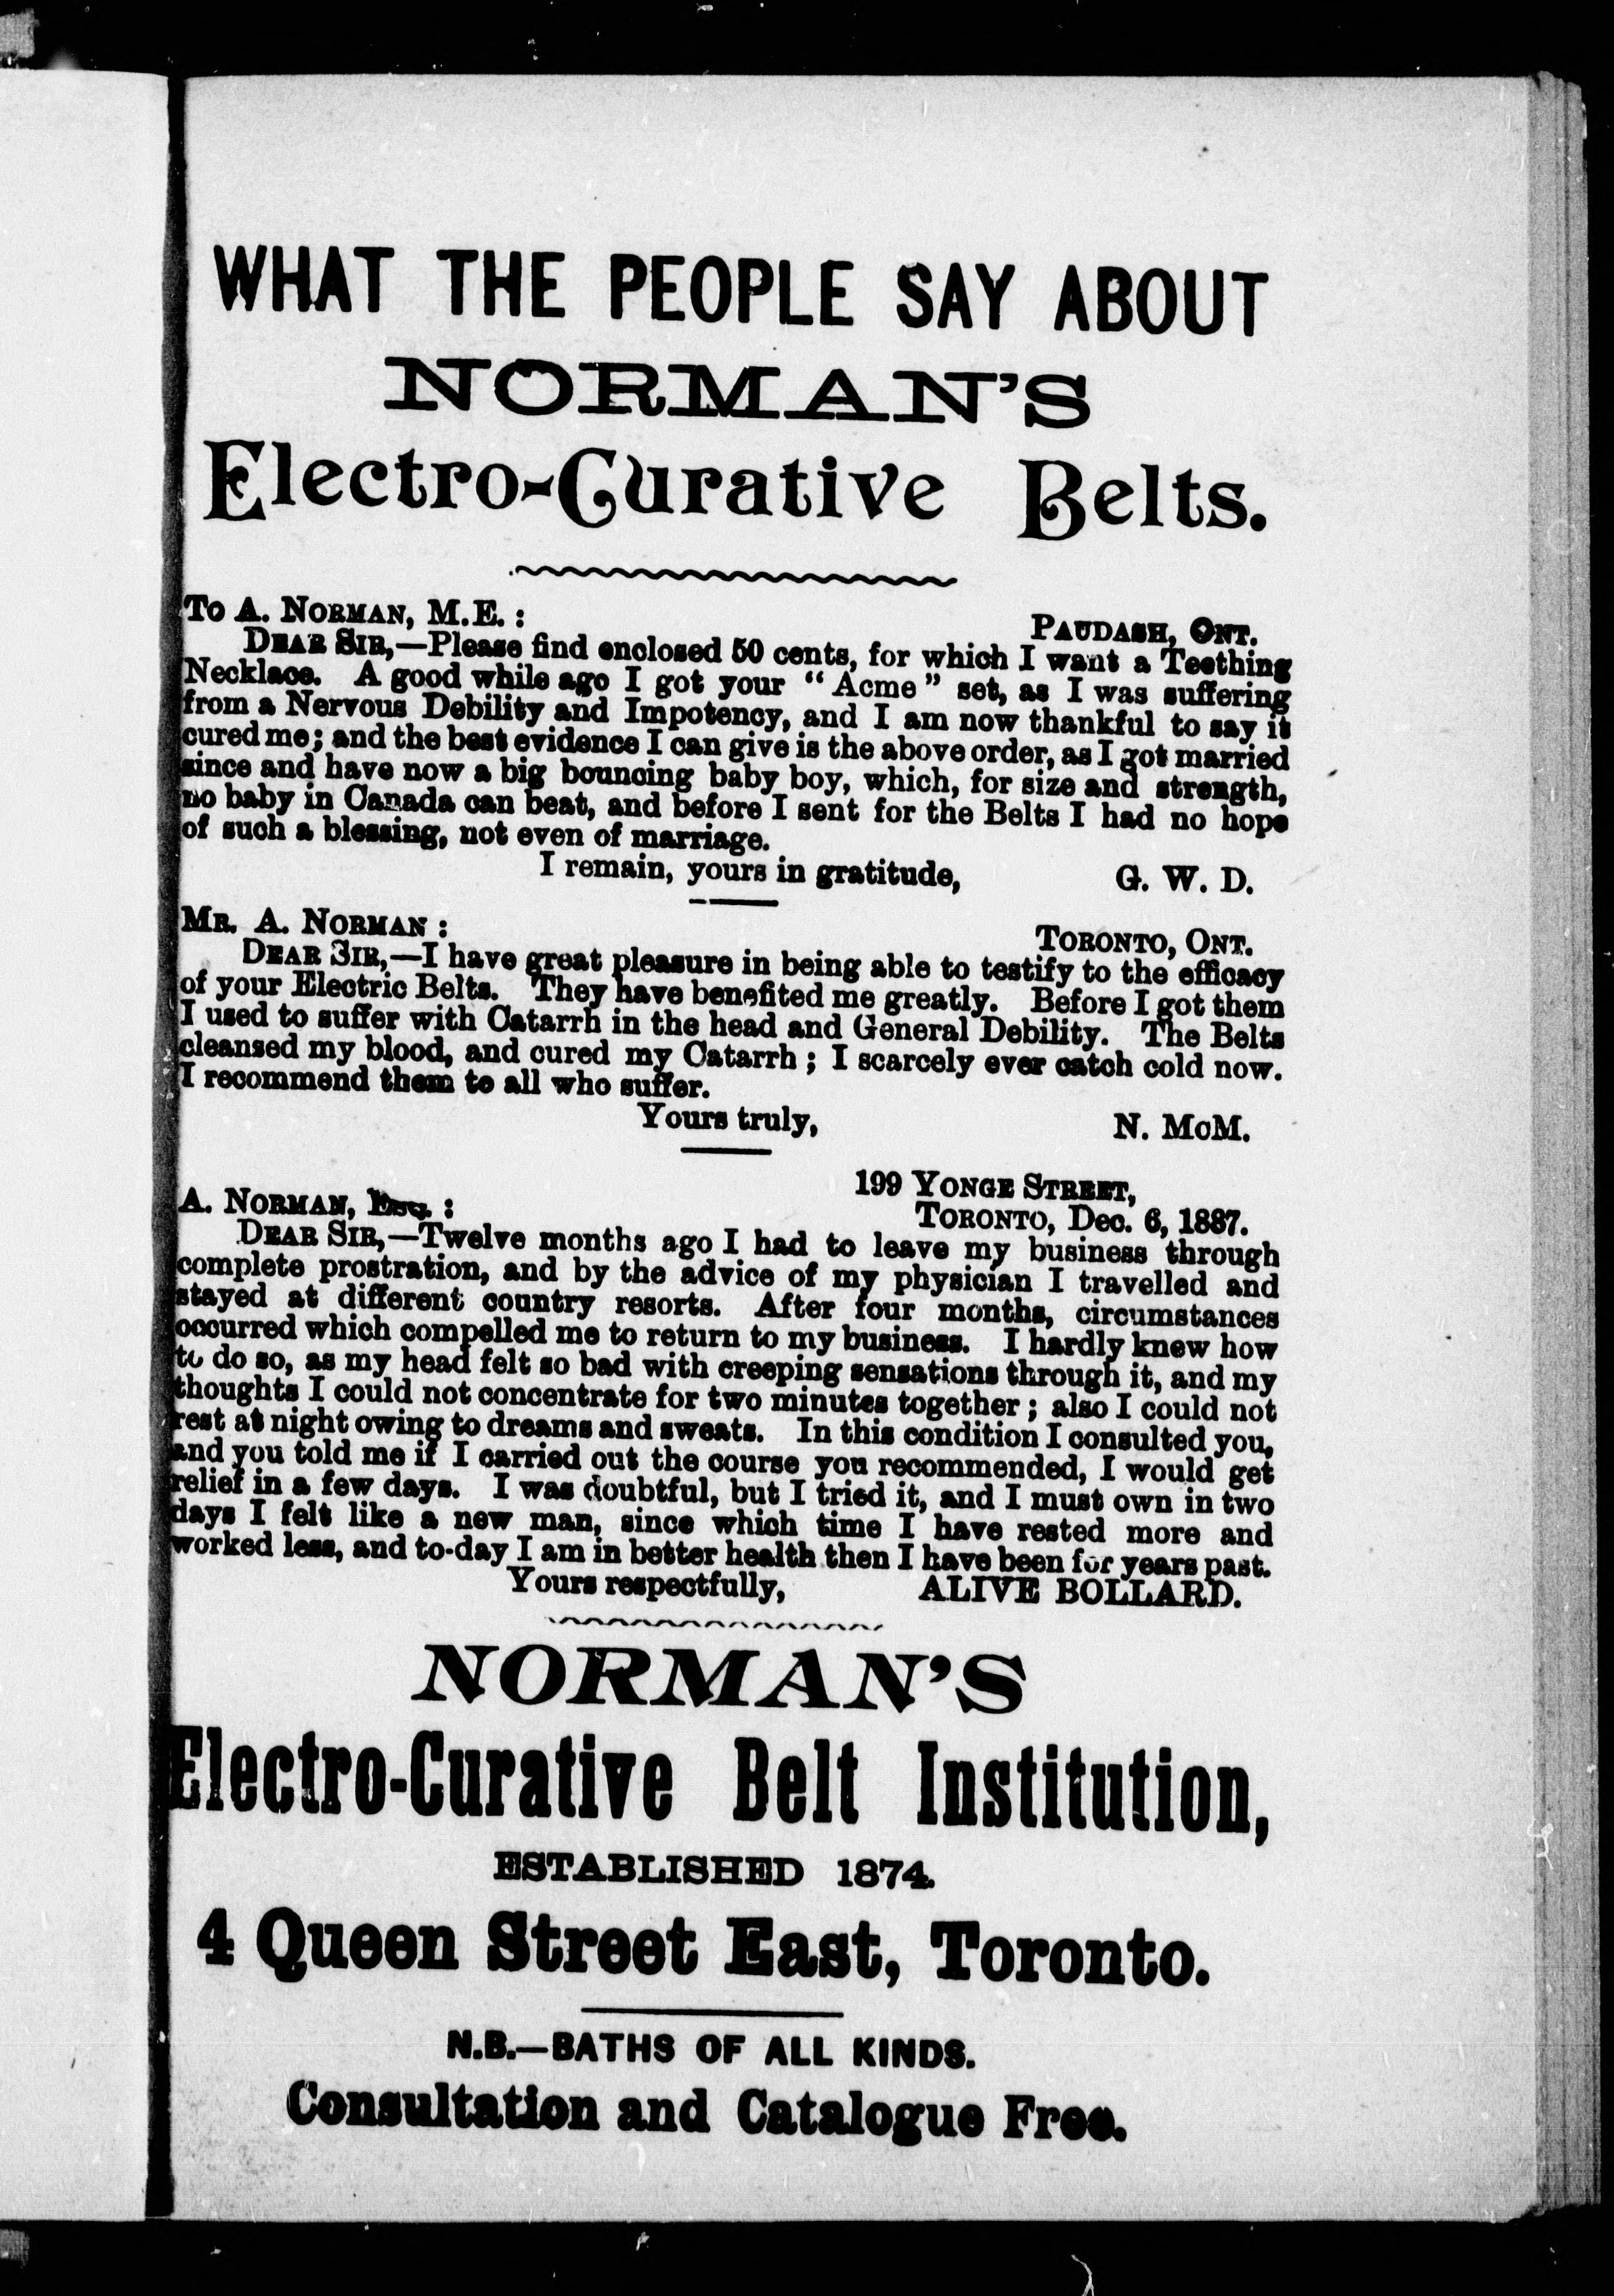 WHAT THE PEOPLE SAY ABOUT
NORMAN'S
Electro-Curative Belts.
TO A. NORMAN, M.E. :
PAUDASH, ONT.
DEAR SIR,—Please find enclosed 50 cents, for which I want a Teething
Necklace. A good while ago I got your "Acme" set, as I was suffering
from a Nervous Debility and Impotency, and I am now thankful to say it
cured me; and the best evidence I can give is the above order, as I got married
since and have now a big bouncing baby boy, which, for size and strength,
no baby in Canada can beat, and before I sent for the Belts I had no hope
of such a blessing, not even of marriage.
I remain, yours in gratitude, G. W. D.
MR. A. NORMAN :
TORONTO, ONT.
DEAR SIR,—I have great pleasure in being able to testify to the efficacy
of your Electric Belts. They have benefited me greatly. Before I got them
I used to suffer with Catarrh in the head and General Debility. The Belts
cleansed my blood, and cured my Catarrh ; I scarcely ever catch cold now.
I recommend them to all who suffer.
Yours truly, N. McM.
199 YONGE STREET,
A. NORMAN, Esq. :
TORONTO, Dec. 6, 1887.
DEAR SIR,—Twelve months ago I had to leave my business through
complete prostration, and by the advice of my physician I travelled and
stayed at different country resorts. After four months, circumstances
occurred which compelled me to return to my business. I hardly knew how
to do so, as my head felt so bad with creeping sensations through it, and my
thoughts I could not concentrate for two minutes together ; also I could not
rest at night owing to dreams and sweats. In this condition I consulted you,
and you told me if I carried out the course you recommended, I would get
relief in a few days. I was doubtful, but I tried it, and I must own in two
days I felt like a new man, since which time I have rested more and
worked less, and to-day I am in better health then I have been for years past.
Yours respectfully, ALIVE BOLLARD.
NORMAN'S
Electro-Curative Belt Institution,
ESTABLISHED 1874.
4 Queen Street East, Toronto.
N.B.—BATHS OF ALL KINDS.
Consultation and Catalogue Free.